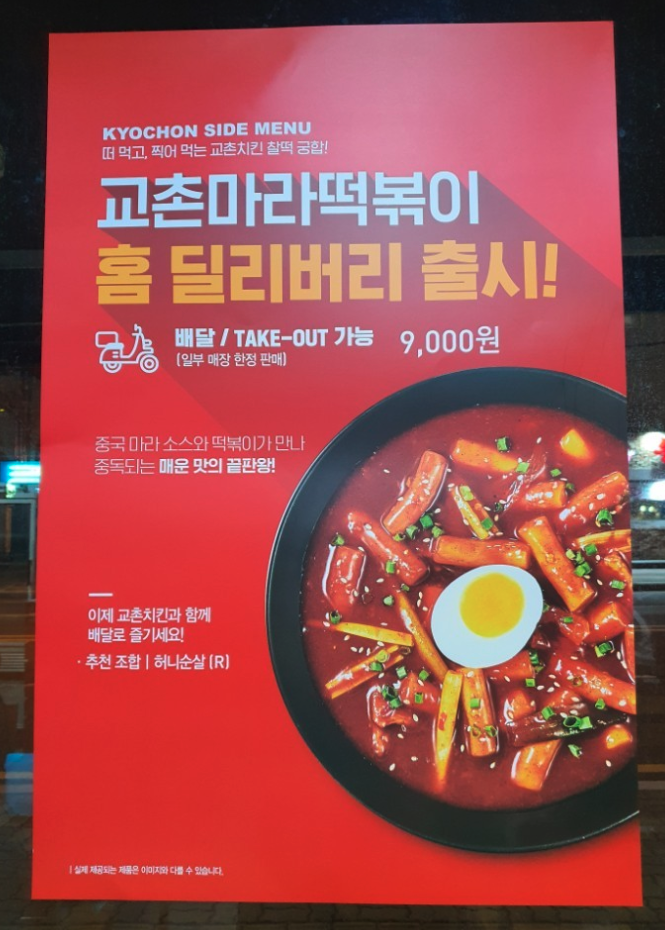 KYOCHON SIDE MENU
떠 먹고, 찍어 먹는 교촌치킨 찰떡 궁합!
교촌마라떡볶이
홈 딜리버리 출시!
배달 / TAKE-OUT 가능 9,000원
(일부 매장 한정 판매)
중국 마라 소스와 떡볶이가 만나
중독되는 매운 맛의 끝판왕!
이제 교촌치킨과 함께
배달로 즐기세요!
· 추천 조합 | 허니순살 (R)
| 실제 제공되는 제품은 이미지와 다를 수 있습니다.